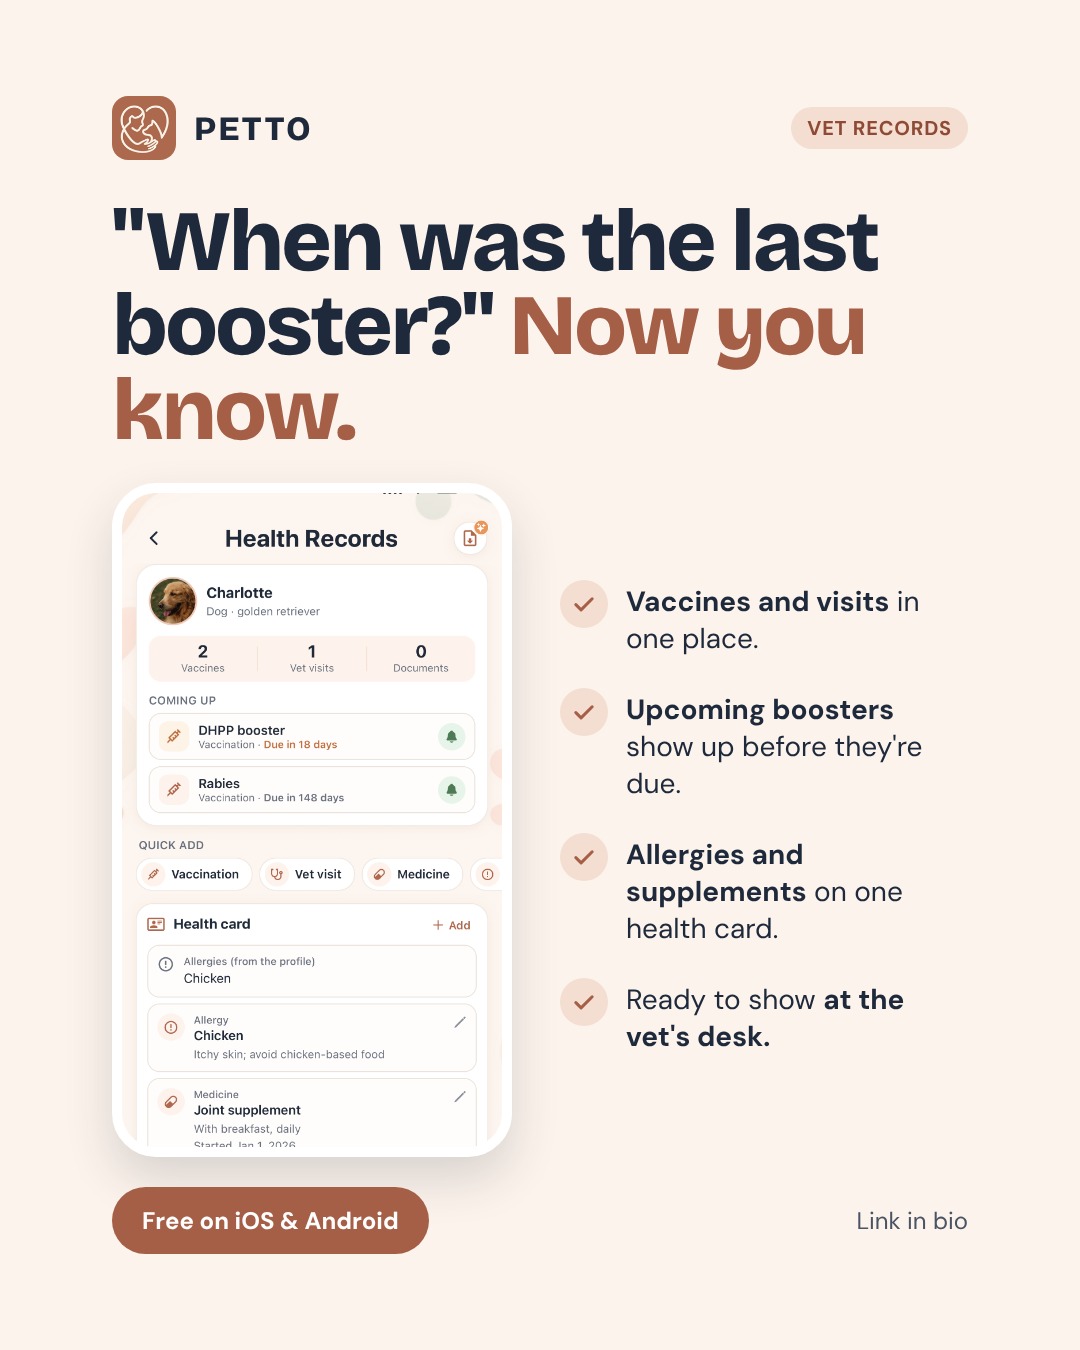 PETTO
VET RECORDS
"When was the last
booster?" Now you
know.
Health Records
Charlotte
Dog · golden retriever
2
Vaccines
1
Vet visits
0
Documents
COMING UP
DHPP booster
Vaccination · Due in 18 days
Rabies
Vaccination · Due in 148 days
QUICK ADD
Vaccination
Vet visit
Medicine
Health card
+ Add
Allergies (from the profile)
Chicken
Allergy
Chicken
Itchy skin; avoid chicken-based food
Medicine
Joint supplement
With breakfast, daily
Started Jan 1, 2026
Vaccines and visits in
one place.
Upcoming boosters
show up before they're
due.
Allergies and
supplements on one
health card.
Ready to show at the
vet's desk.
Free on iOS & Android
Link in bio